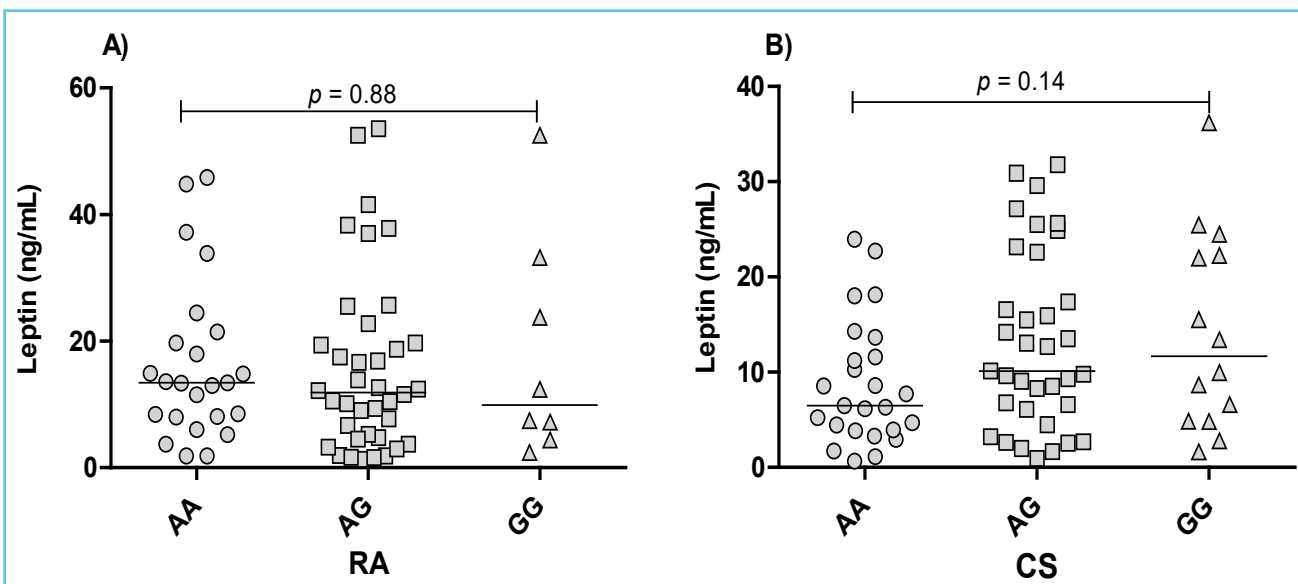 A)
60
40
20
0
Leptin (ng/mL)
p = 0.88
AA
AG
GG
RA
B)
40
30
20
10
0
Leptin (ng/mL)
p = 0.14
AA
AG
GG
CS